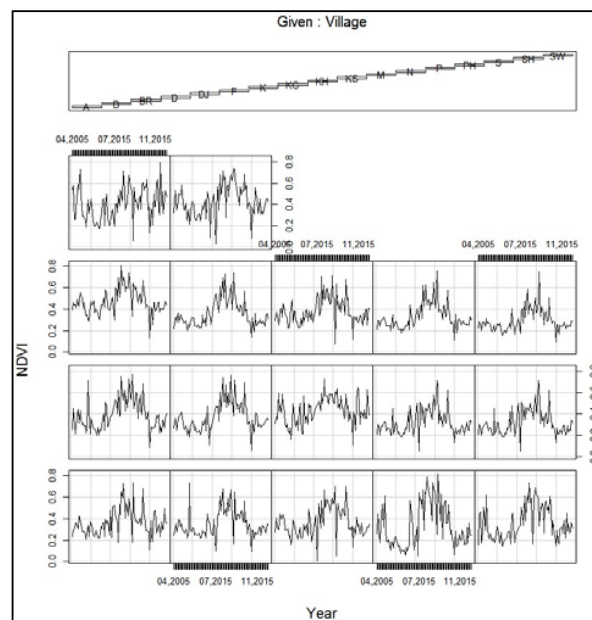 Given : Village
A
D
BR
D
DJ
F
K
KG
KH
KS
M
N
P
PH
S
SH
SW
04,2005 07,2015 11,2015
0.2 0.4 0.6 0.8
04,2005 07,2015 11,2015
04,2005 07,2015 11,2015
0.0 0.2 0.4 0.6 0.8
NDVI
0.0 0.2 0.4 0.6 0.8
04,2005 07,2015 11,2015
04,2005 07,2015 11,2015
Year